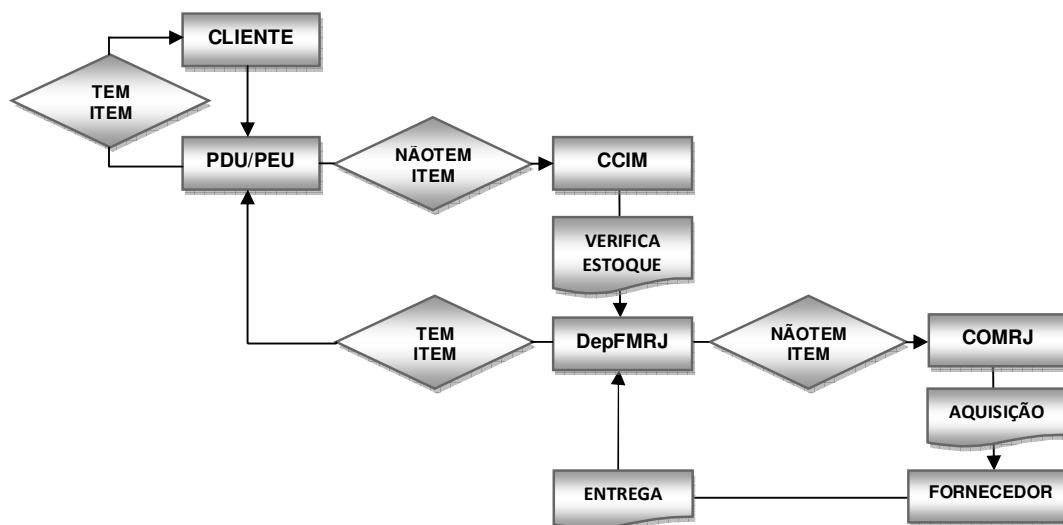 CLIENTE
TEM
ITEM
PDU/PEU
NÃOTEM
ITEM
CCIM
VERIFICA
ESTOQUE
TEM
ITEM
DepFMRJ
NÃOTEM
ITEM
COMRJ
AQUISIÇÃO
ENTREGA
FORNECEDOR